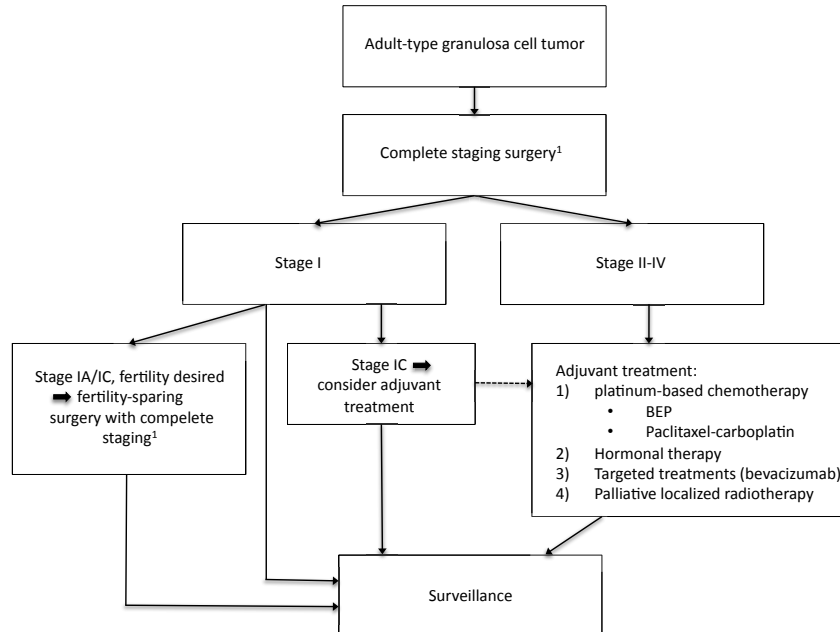 Adult-type granulosa cell tumor
Complete staging surgery¹
Stage I
Stage II-IV
Stage IA/IC, fertility desired
➡ fertility-sparing
surgery with compelete
staging¹
Stage IC ➡
consider adjuvant
treatment
Adjuvant treatment:
1) platinum-based chemotherapy
• BEP
• Paclitaxel-carboplatin
2) Hormonal therapy
3) Targeted treatments (bevacizumab)
4) Palliative localized radiotherapy
Surveillance